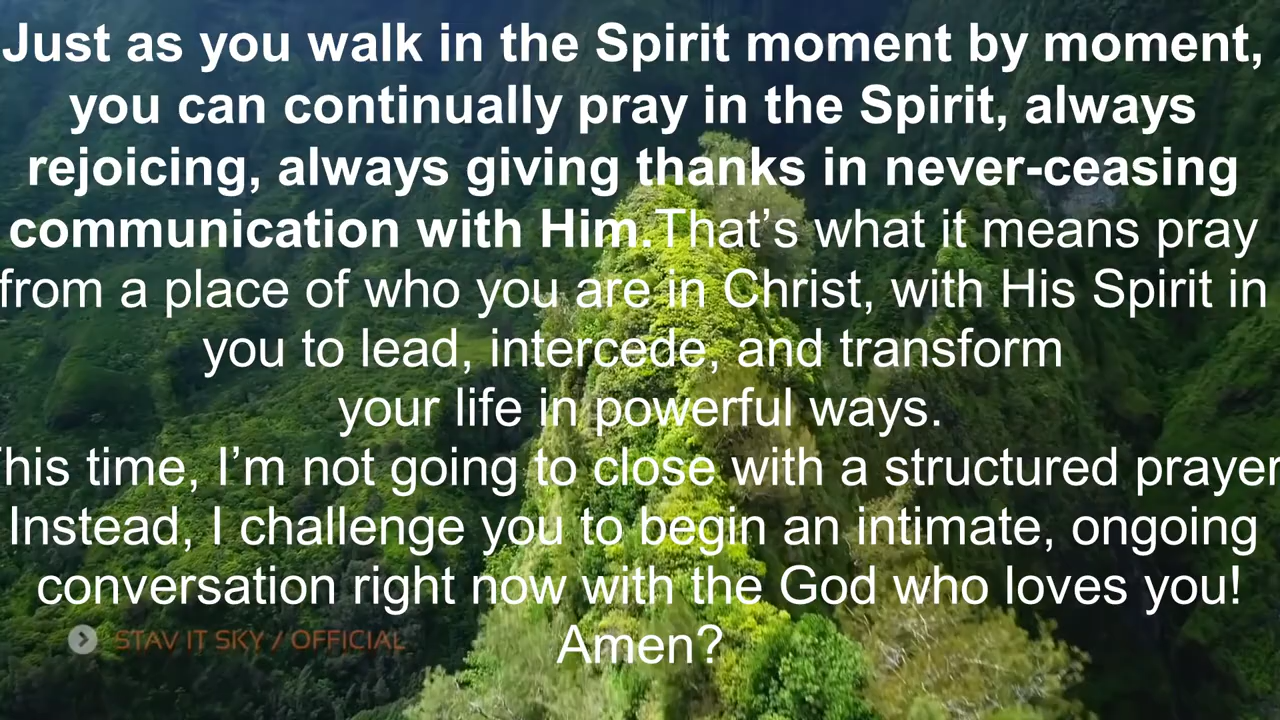 Just as you walk in the Spirit moment by moment,
you can continually pray in the Spirit, always
rejoicing, always giving thanks in never-ceasing
communication with Him.That’s what it means pray
from a place of who you are in Christ, with His Spirit in
you to lead, intercede, and transform
your life in powerful ways.
his time, I’m not going to close with a structured prayer
Instead, I challenge you to begin an intimate, ongoing
conversation right now with the God who loves you!
STAV IT SKY / OFFICIAL
Amen?